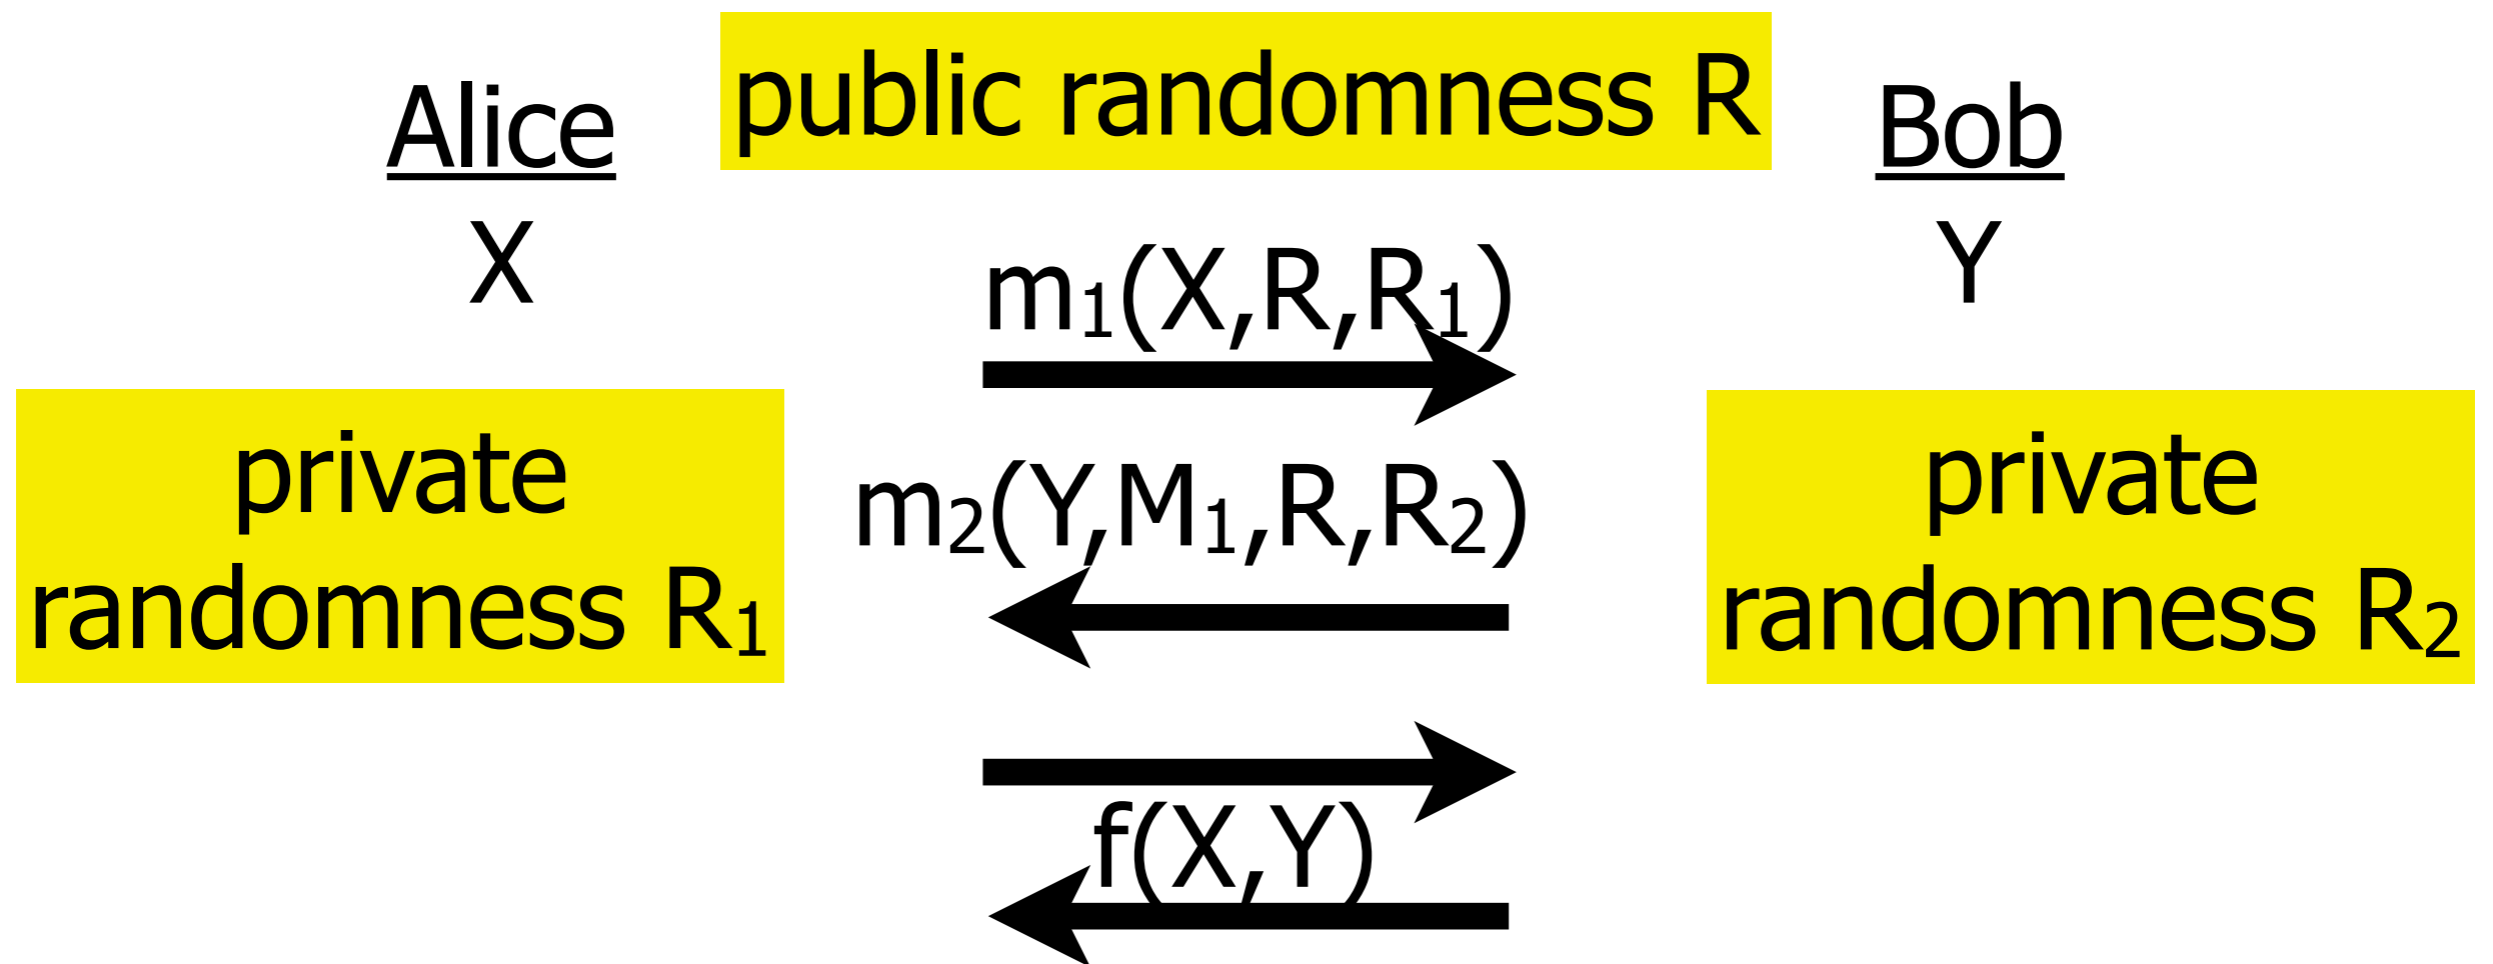 public randomness R
Alice
Bob
X
Y
m₁(X,R,R₁)
private
randomness R₁
m₂(Y,M₁,R,R₂)
private
randomness R₂
f(X,Y)